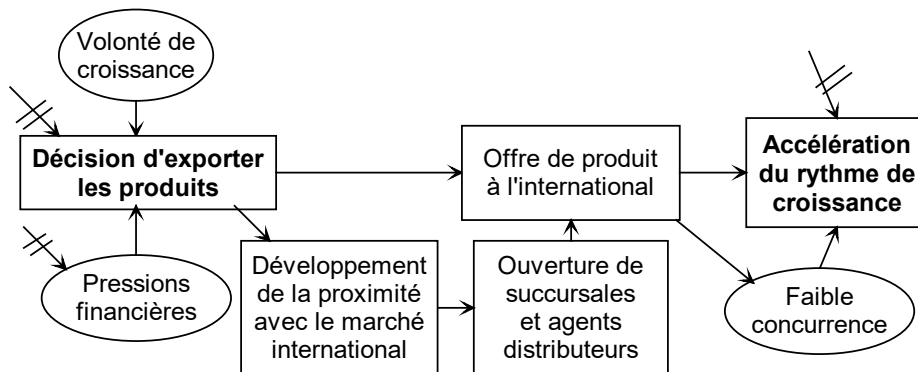 Volonté de
croissance
Décision d'exporter
les produits
Offre de produit
à l'international
Accélération
du rythme de
croissance
Pressions
financières
Développement
de la proximité
avec le marché
international
Ouverture de
succursales
et agents
distributeurs
Faible
concurrence